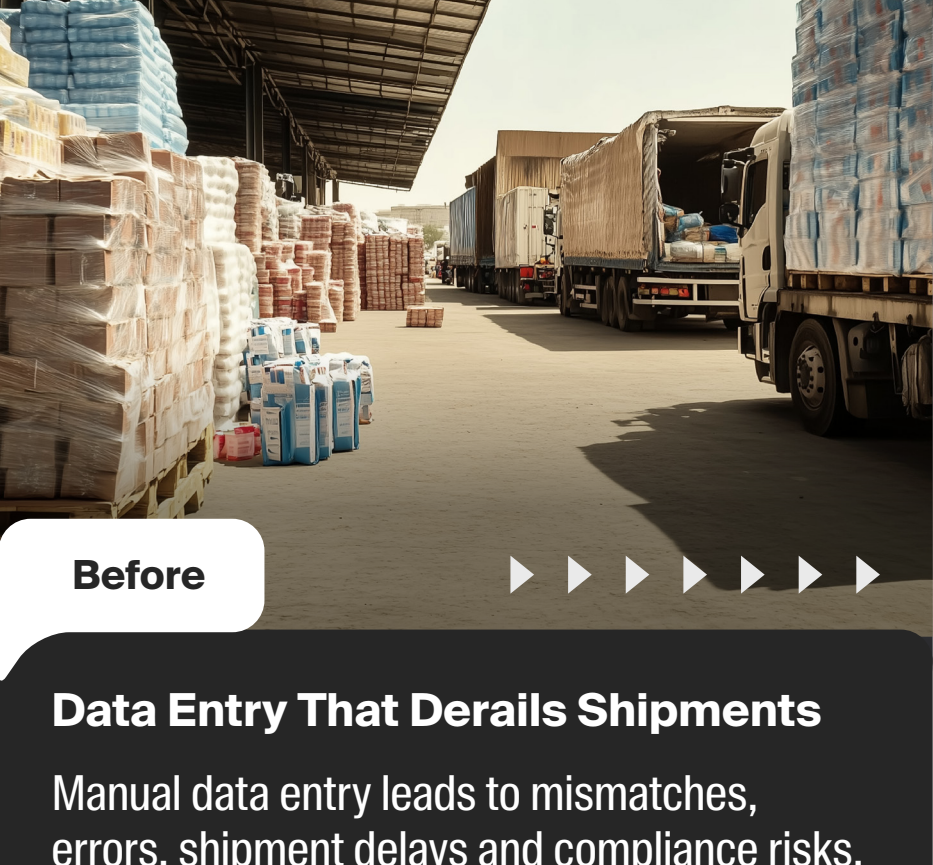 Before
Data Entry That Derails Shipments
Manual data entry leads to mismatches,
errors, shipment delays and compliance risks.